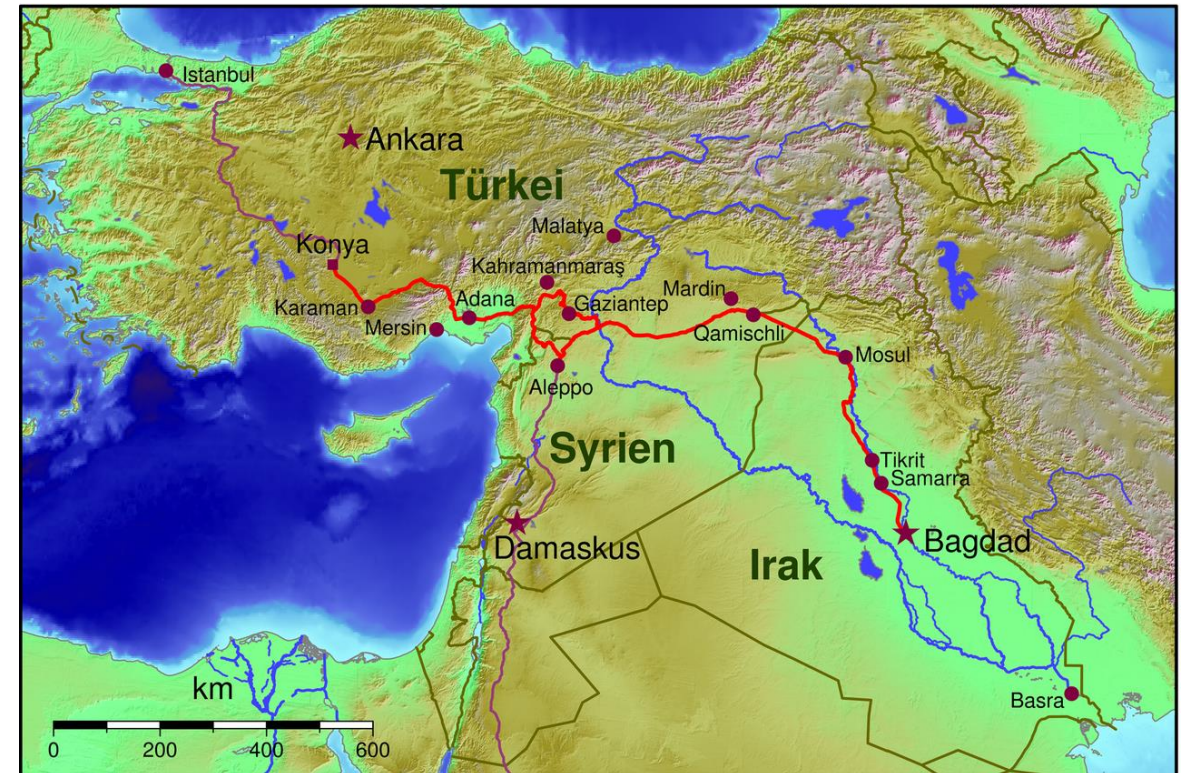 Istanbul
Ankara
Türkei
Malatya
Konya
Kahramanmaraş
Mardin
Adana
Karaman
Gaziantep
Mersin
Qamischli
Mosul
Aleppo
Syrien
Tikrit
Samarra
Damaskus
Bagdad
Irak
km
Basra
0 200 400 600